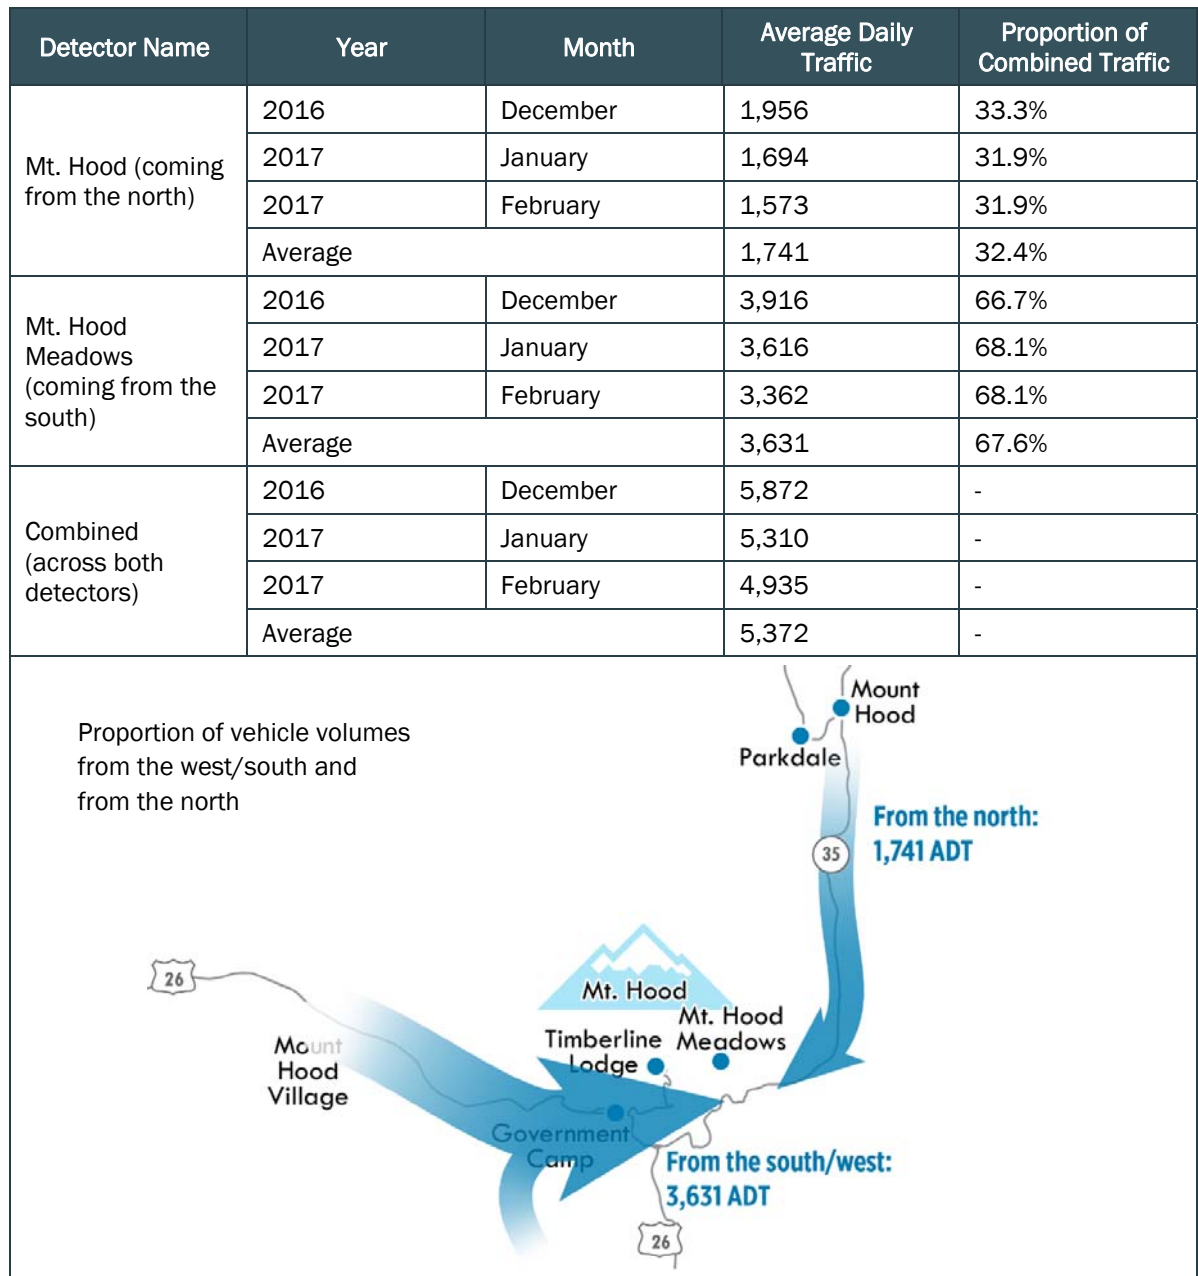 Detector Name Year Month Average Daily Traffic Proportion of Combined Traffic
Mt. Hood (coming from the north)
2016 December 1,956 33.3%
2017 January 1,694 31.9%
2017 February 1,573 31.9%
Average 1,741 32.4%
Mt. Hood Meadows (coming from the south)
2016 December 3,916 66.7%
2017 January 3,616 68.1%
2017 February 3,362 68.1%
Average 3,631 67.6%
Combined (across both detectors)
2016 December 5,872 -
2017 January 5,310 -
2017 February 4,935 -
Average 5,372 -
Proportion of vehicle volumes
from the west/south and
from the north
Mount
Hood
Parkdale
From the north:
1,741 ADT
35
26
Mt. Hood
Mt. Hood
Meadows
Timberline
Lodge
Mount
Hood
Village
Government
Camp
From the south/west:
3,631 ADT
26